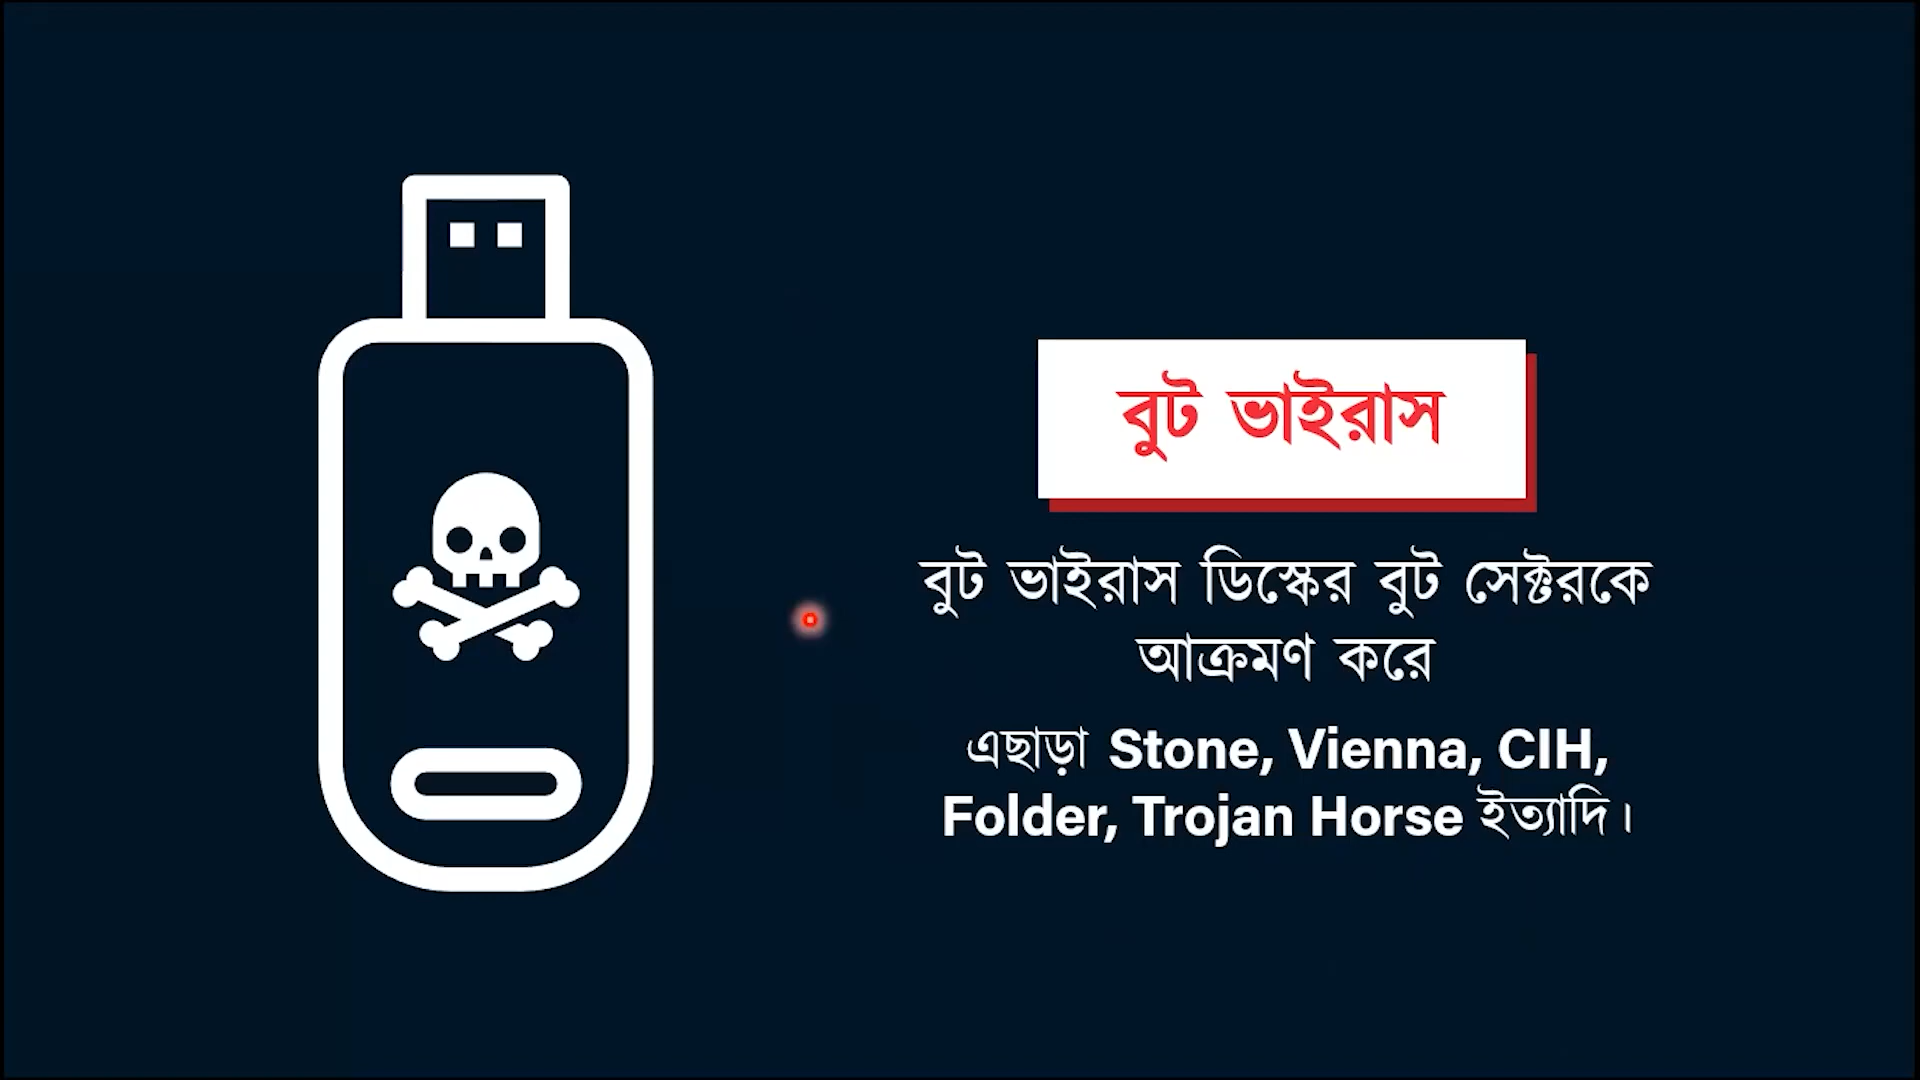 বুট ভাইরাস
বুট ভাইরাস ডিস্কের বুট সেক্টরকে
আক্রমণ করে
এছাড়া Stone, Vienna, CIH,
Folder, Trojan Horse ইত্যাদি।